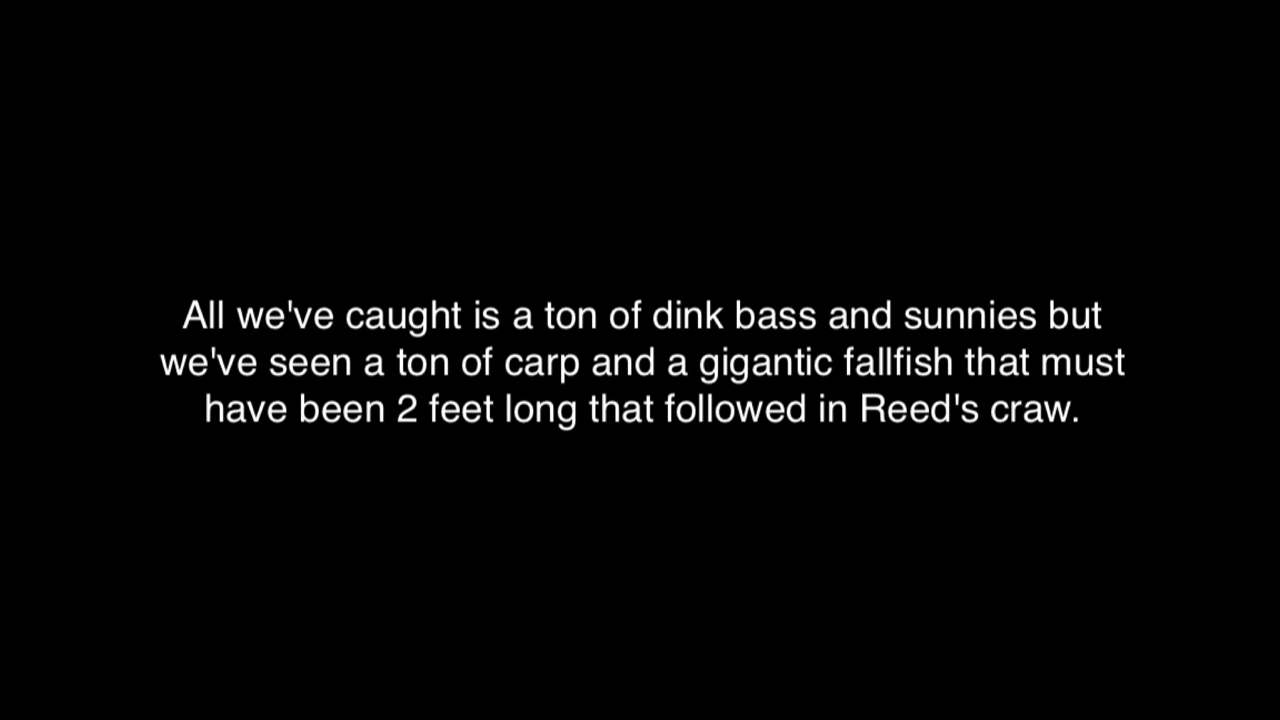 All we've caught is a ton of dink bass and sunnies but
we've seen a ton of carp and a gigantic fallfish that must
have been 2 feet long that followed in Reed's craw.